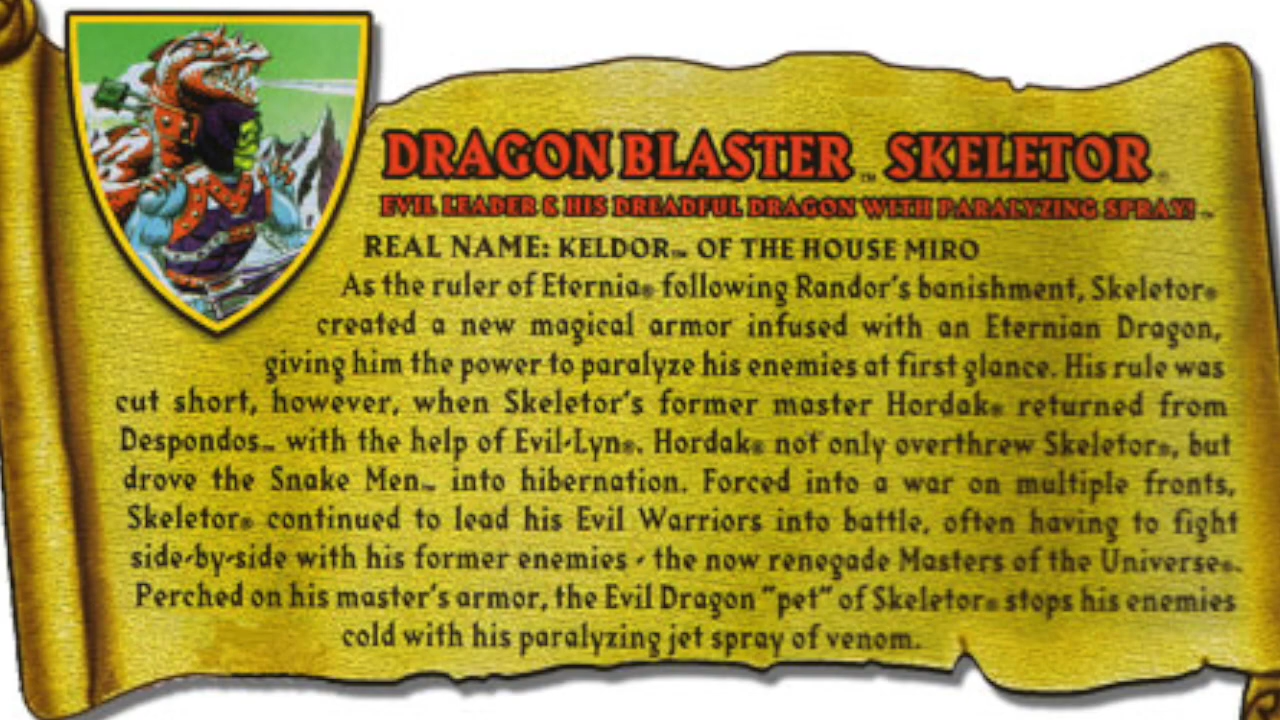 DRAGON BLASTER™ SKELETOR®
EVIL LEADER & HIS DREADFUL DRAGON WITH PARALYZING SPRAY!™
REAL NAME: KELDOR™ OF THE HOUSE MIRO
As the ruler of Eternia® following Randor's banishment, Skeletor®
created a new magical armor infused with an Eternian Dragon,
giving him the power to paralyze his enemies at first glance. His rule was
cut short, however, when Skeletor's former master Hordak® returned from
Despondos™ with the help of Evil-Lyn®. Hordak® not only overthrew Skeletor®, but
drove the Snake Men™ into hibernation. Forced into a war on multiple fronts,
Skeletor® continued to lead his Evil Warriors into battle, often having to fight
side-by-side with his former enemies - the now renegade Masters of the Universe®.
Perched on his master's armor, the Evil Dragon "pet" of Skeletor® stops his enemies
cold with his paralyzing jet spray of venom.